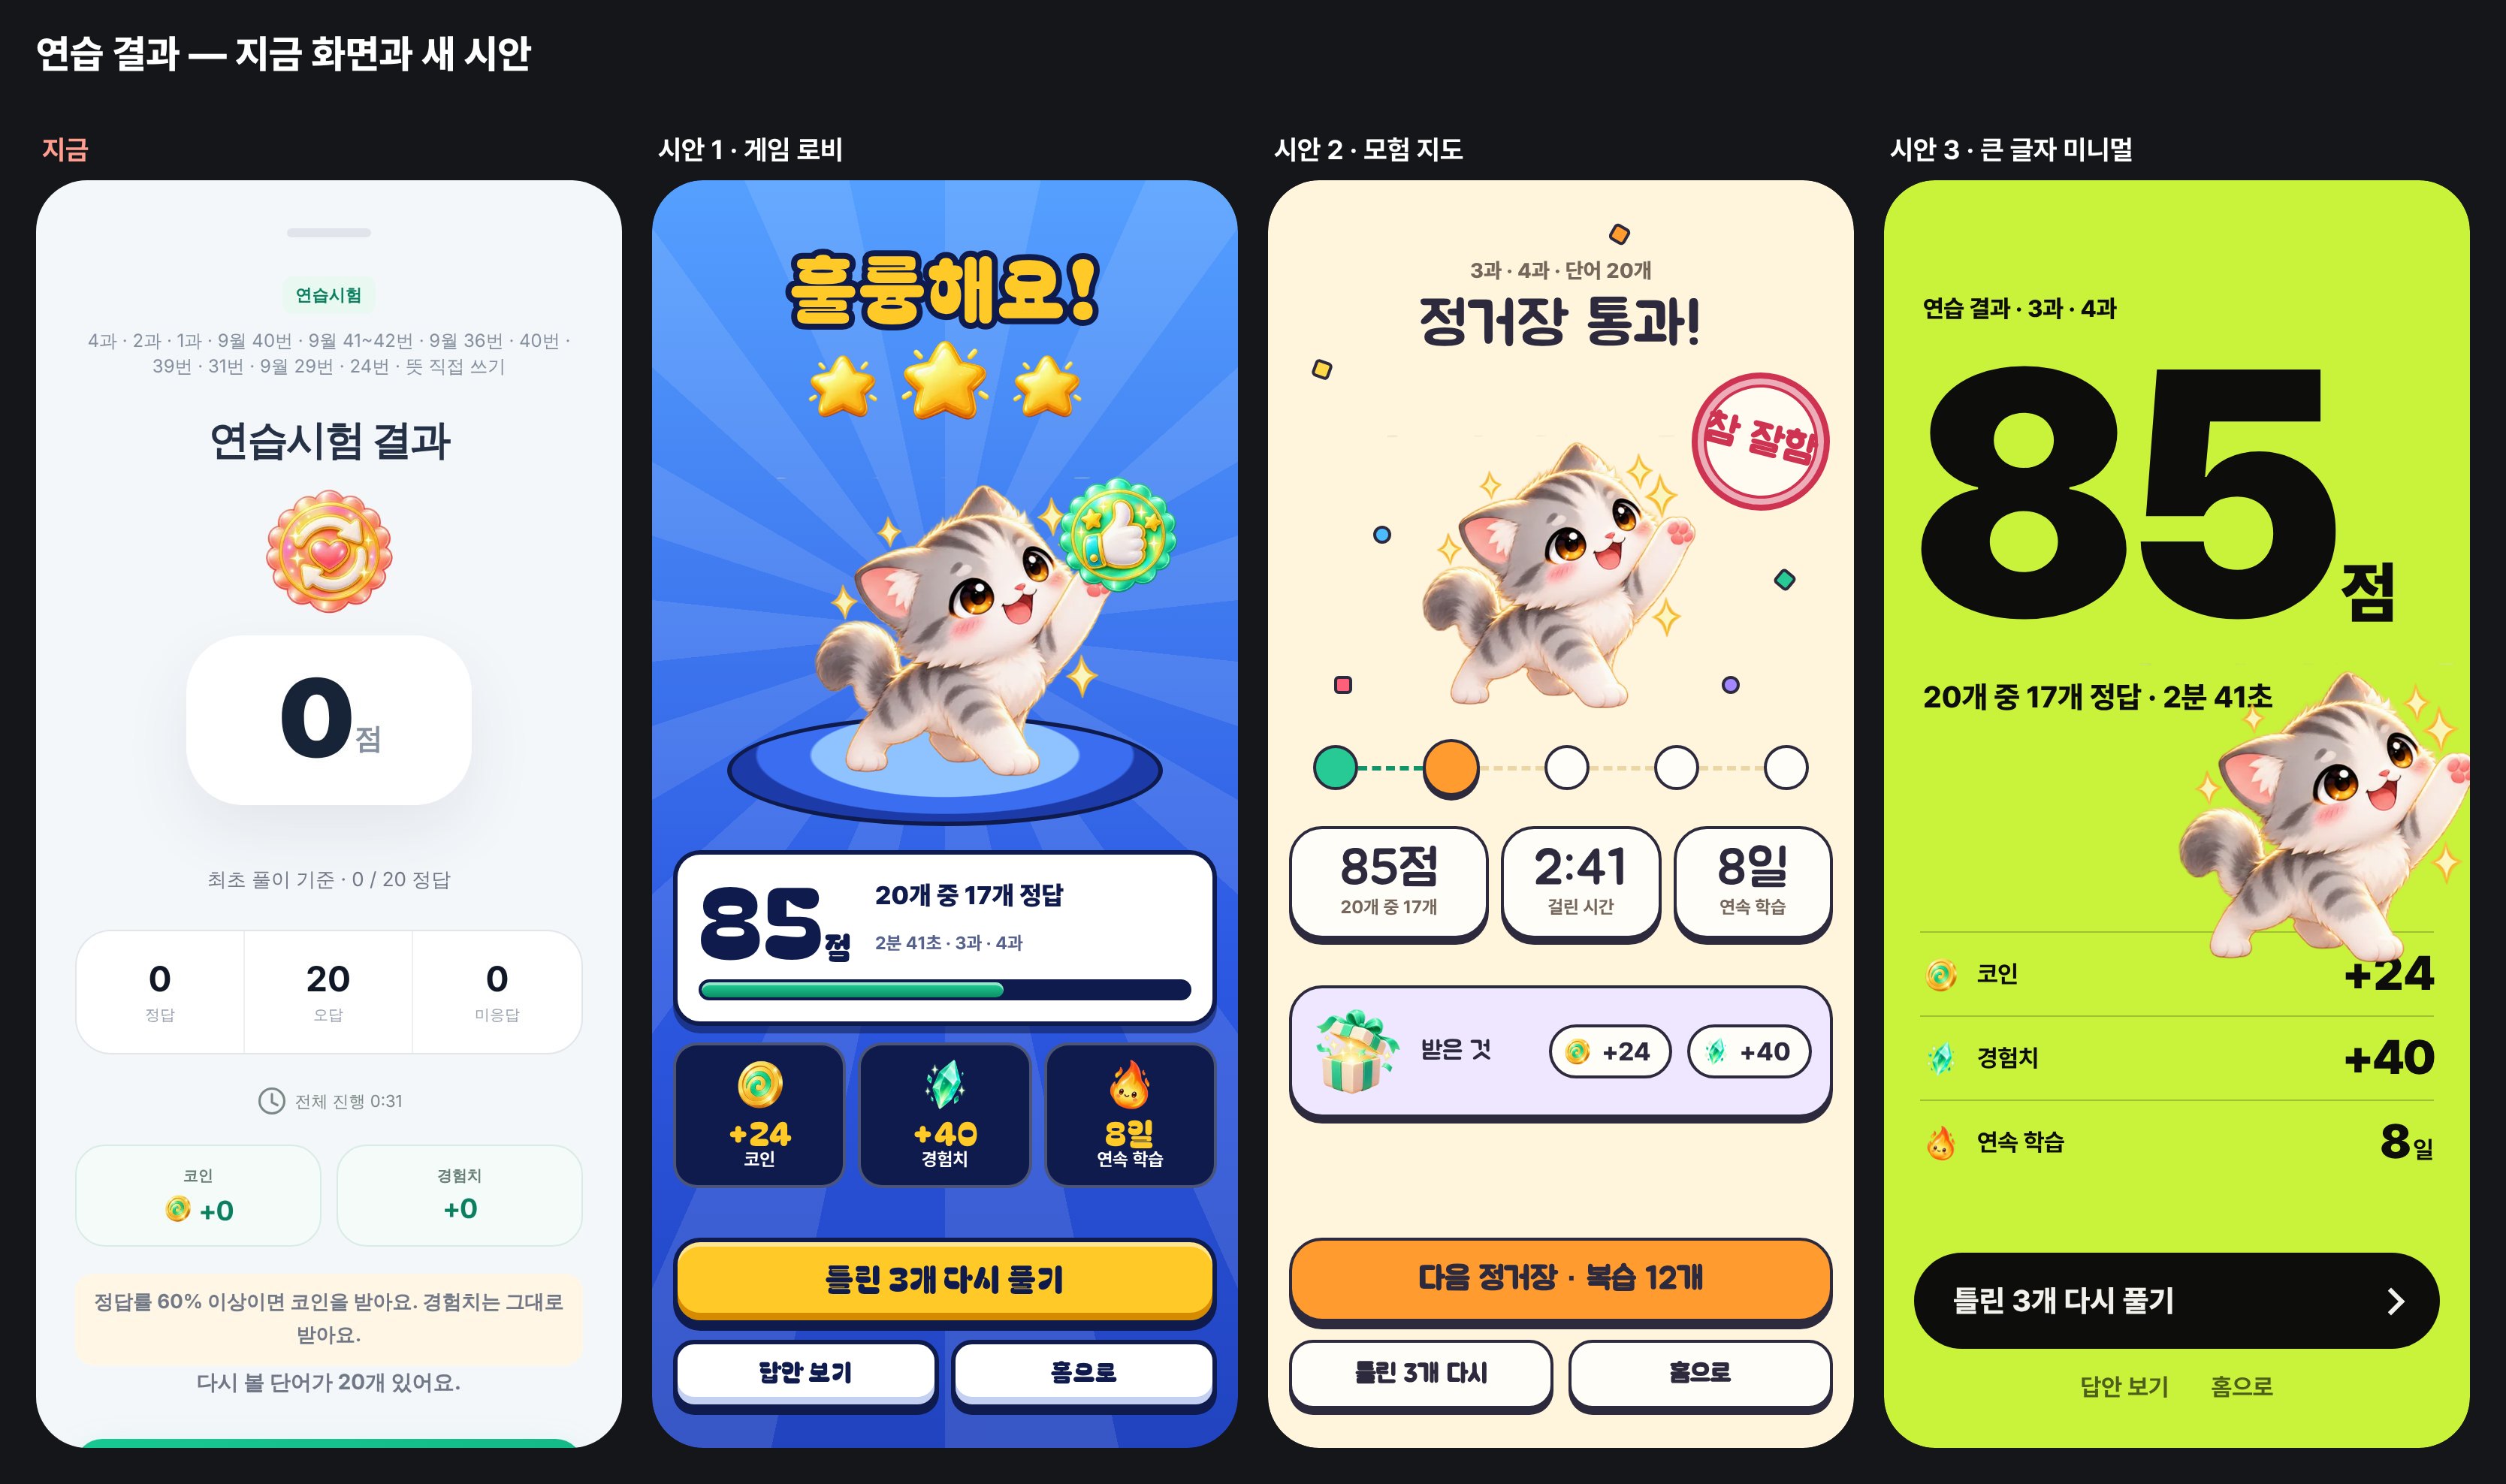 연습 결과 — 지금 화면과 새 시안
지금
연습시험
4과 · 2과 · 1과 · 9월 40번 · 9월 41~42번 · 9월 36번 · 40번 ·
39번 · 31번 · 9월 29번 · 24번 · 뜻 직접 쓰기
연습시험 결과
0점
최초 풀이 기준 · 0 / 20 정답
0
정답
20
오답
0
미응답
전체 진행 0:31
코인
+0
경험치
+0
정답률 60% 이상이면 코인을 받아요. 경험치는 그대로
받아요.
다시 볼 단어가 20개 있어요.
시안 1 · 게임 로비
훌륭해요!
85점
20개 중 17개 정답
2분 41초 · 3과 · 4과
+24
코인
+40
경험치
8일
연속 학습
틀린 3개 다시 풀기
답안 보기
홈으로
시안 2 · 모험 지도
3과 · 4과 · 단어 20개
정거장 통과!
참 잘함
85점
20개 중 17개
2:41
걸린 시간
8일
연속 학습
받은 것
+24
+40
다음 정거장 · 복습 12개
틀린 3개 다시
홈으로
시안 3 · 큰 글자 미니멀
연습 결과 · 3과 · 4과
85점
20개 중 17개 정답 · 2분 41초
코인
+24
경험치
+40
연속 학습
8일
틀린 3개 다시 풀기
답안 보기
홈으로